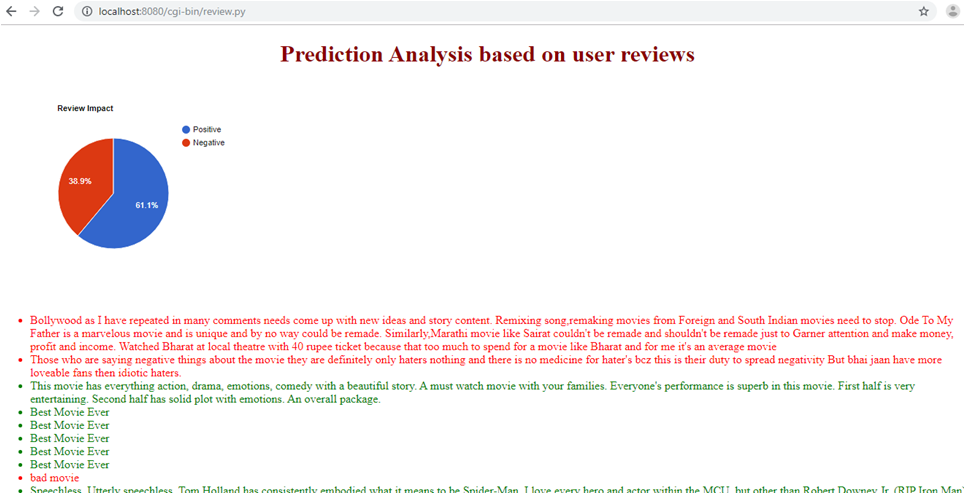 localhost:8080/cgi-bin/review.py
Prediction Analysis based on user reviews
Review Impact
Positive
Negative
38.9%
61.1%
Bollywood as I have repeated in many comments needs come up with new ideas and story content. Remixing song,remaking movies from Foreign and South Indian movies need to stop. Ode To My
Father is a marvelous movie and is unique and by no way could be remade. Similarly,Marathi movie like Sairat couldn't be remade and shouldn't be remade just to Garner attention and make money,
profit and income. Watched Bharat at local theatre with 40 rupee ticket because that too much to spend for a movie like Bharat and for me it's an average movie
Those who are saying negative things about the movie they are definitely only haters nothing and there is no medicine for hater's bcz this is their duty to spread negativity But bhai jaan have more
loveable fans then idiotic haters.
This movie has everything action, drama, emotions, comedy with a beautiful story. A must watch movie with your families. Everyone's performance is superb in this movie. First half is very
entertaining. Second half has solid plot with emotions. An overall package.
Best Movie Ever
Best Movie Ever
Best Movie Ever
Best Movie Ever
Best Movie Ever
bad movie
Speechless. Utterly speechless. Tom Holland has consistently embodied what it means to be Spider-Man. I love every hero and actor within the MCU, but other than Robert Downey Jr. (RIP Iron Man)